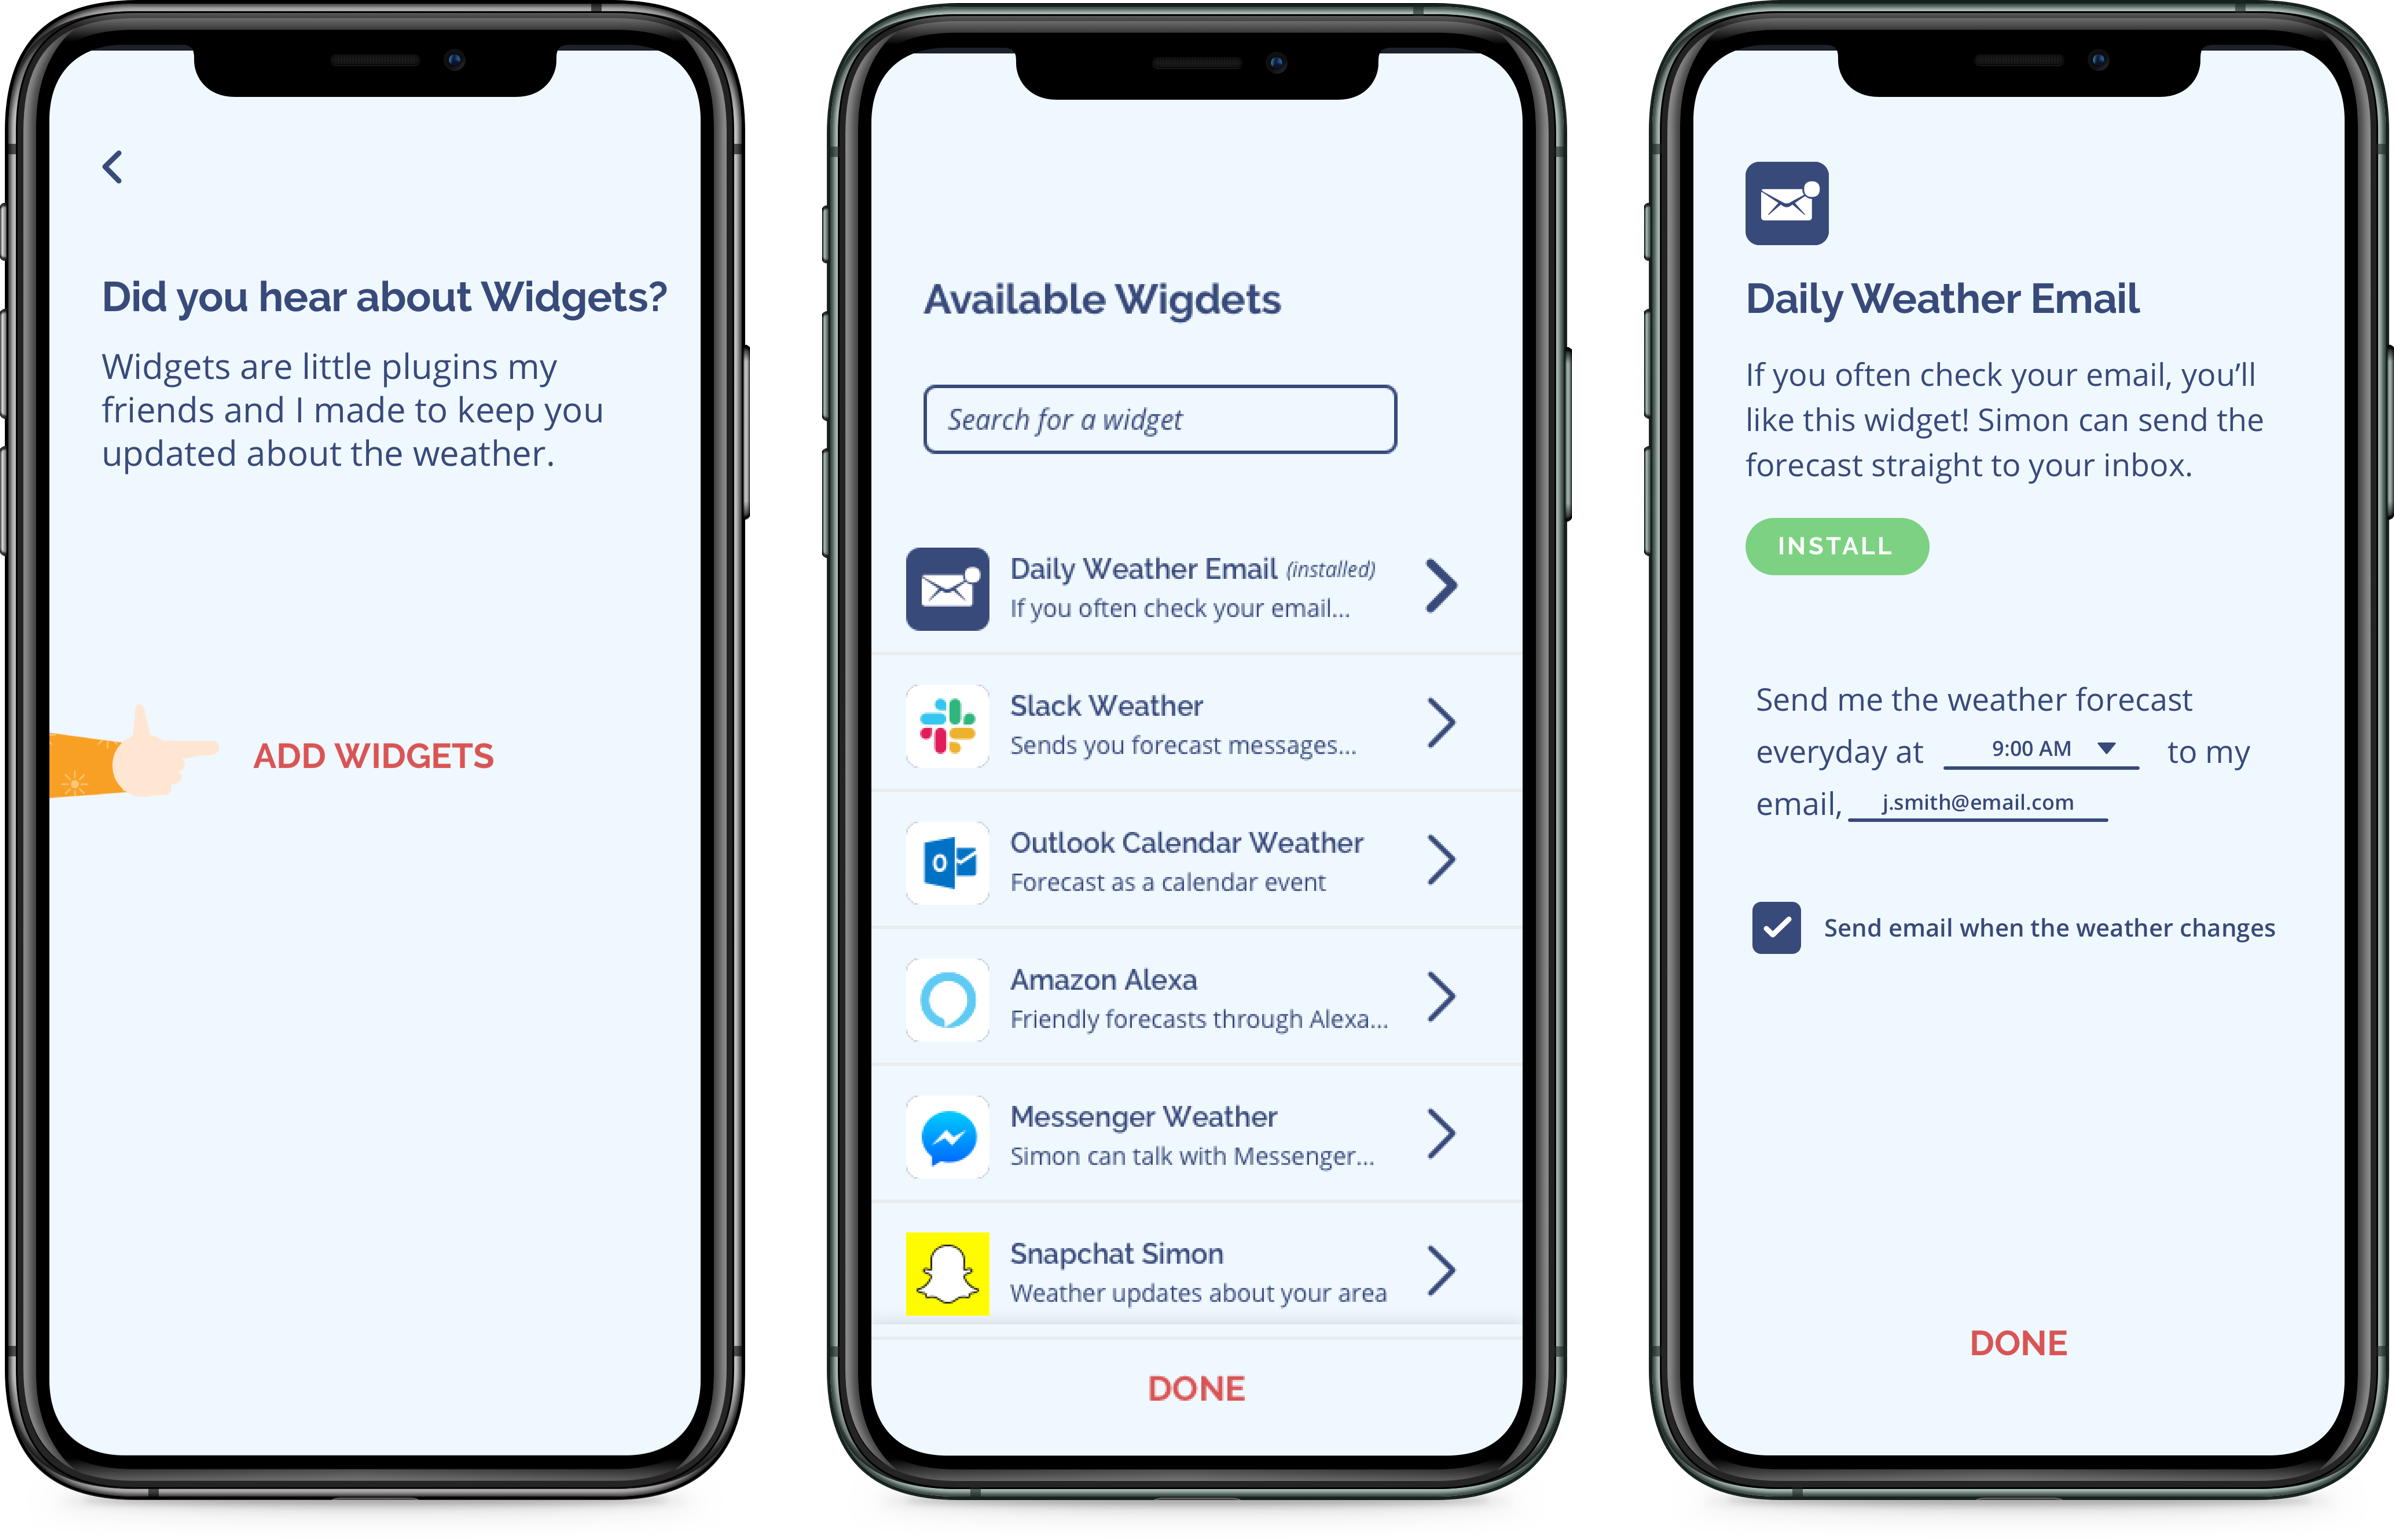 Did you hear about Widgets?
Widgets are little plugins my
friends and I made to keep you
updated about the weather.
ADD WIDGETS
Available Wigdets
Search for a widget
Daily Weather Email (installed)
If you often check your email...
Slack Weather
Sends you forecast messages...
Outlook Calendar Weather
Forecast as a calendar event
Amazon Alexa
Friendly forecasts through Alexa...
Messenger Weather
Simon can talk with Messenger...
Snapchat Simon
Weather updates about your area
DONE
Daily Weather Email
If you often check your email, you’ll
like this widget! Simon can send the
forecast straight to your inbox.
INSTALL
Send me the weather forecast
everyday at 9:00 AM to my
email, j.smith@email.com
Send email when the weather changes
DONE